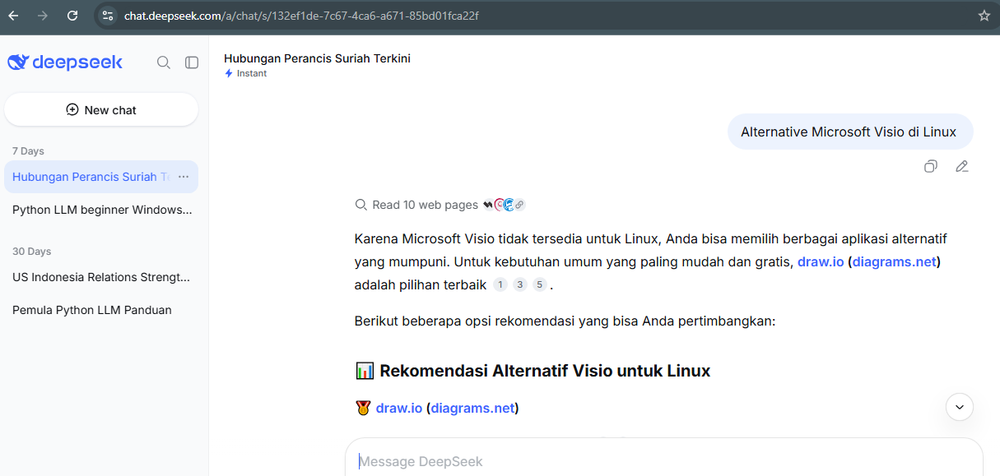 chat.deepseek.com/a/chat/s/132ef1de-7c67-4ca6-a671-85bd01fca22f
deepseek
New chat
7 Days
Hubungan Perancis Suriah Te
Python LLM beginner Windows...
30 Days
US Indonesia Relations Strengt...
Pemula Python LLM Panduan
Hubungan Perancis Suriah Terkini
Instant
Alternative Microsoft Visio di Linux
Read 10 web pages
Karena Microsoft Visio tidak tersedia untuk Linux, Anda bisa memilih berbagai aplikasi alternatif
yang mumpuni. Untuk kebutuhan umum yang paling mudah dan gratis, draw.io (diagrams.net)
adalah pilihan terbaik 1 3 5 .
Berikut beberapa opsi rekomendasi yang bisa Anda pertimbangkan:
📊 Rekomendasi Alternatif Visio untuk Linux
🏅 draw.io (diagrams.net)
Message DeepSeek